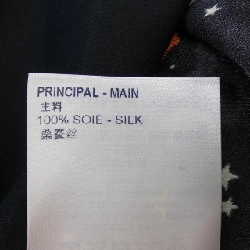 PRINCIPAL - MAIN
主料
100% SOIE - SILK
桑蚕丝